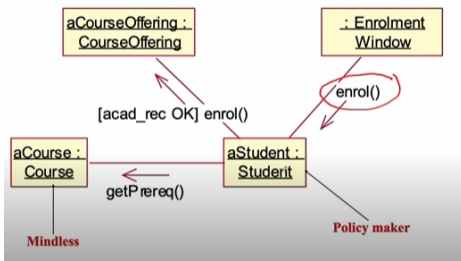 aCourseOffering :
CourseOffering
: Enrolment
Window
enrol()
[acad_rec OK] enrol()
aCourse :
Course
aStudent :
Student
getPrereq()
Policy maker
Mindless